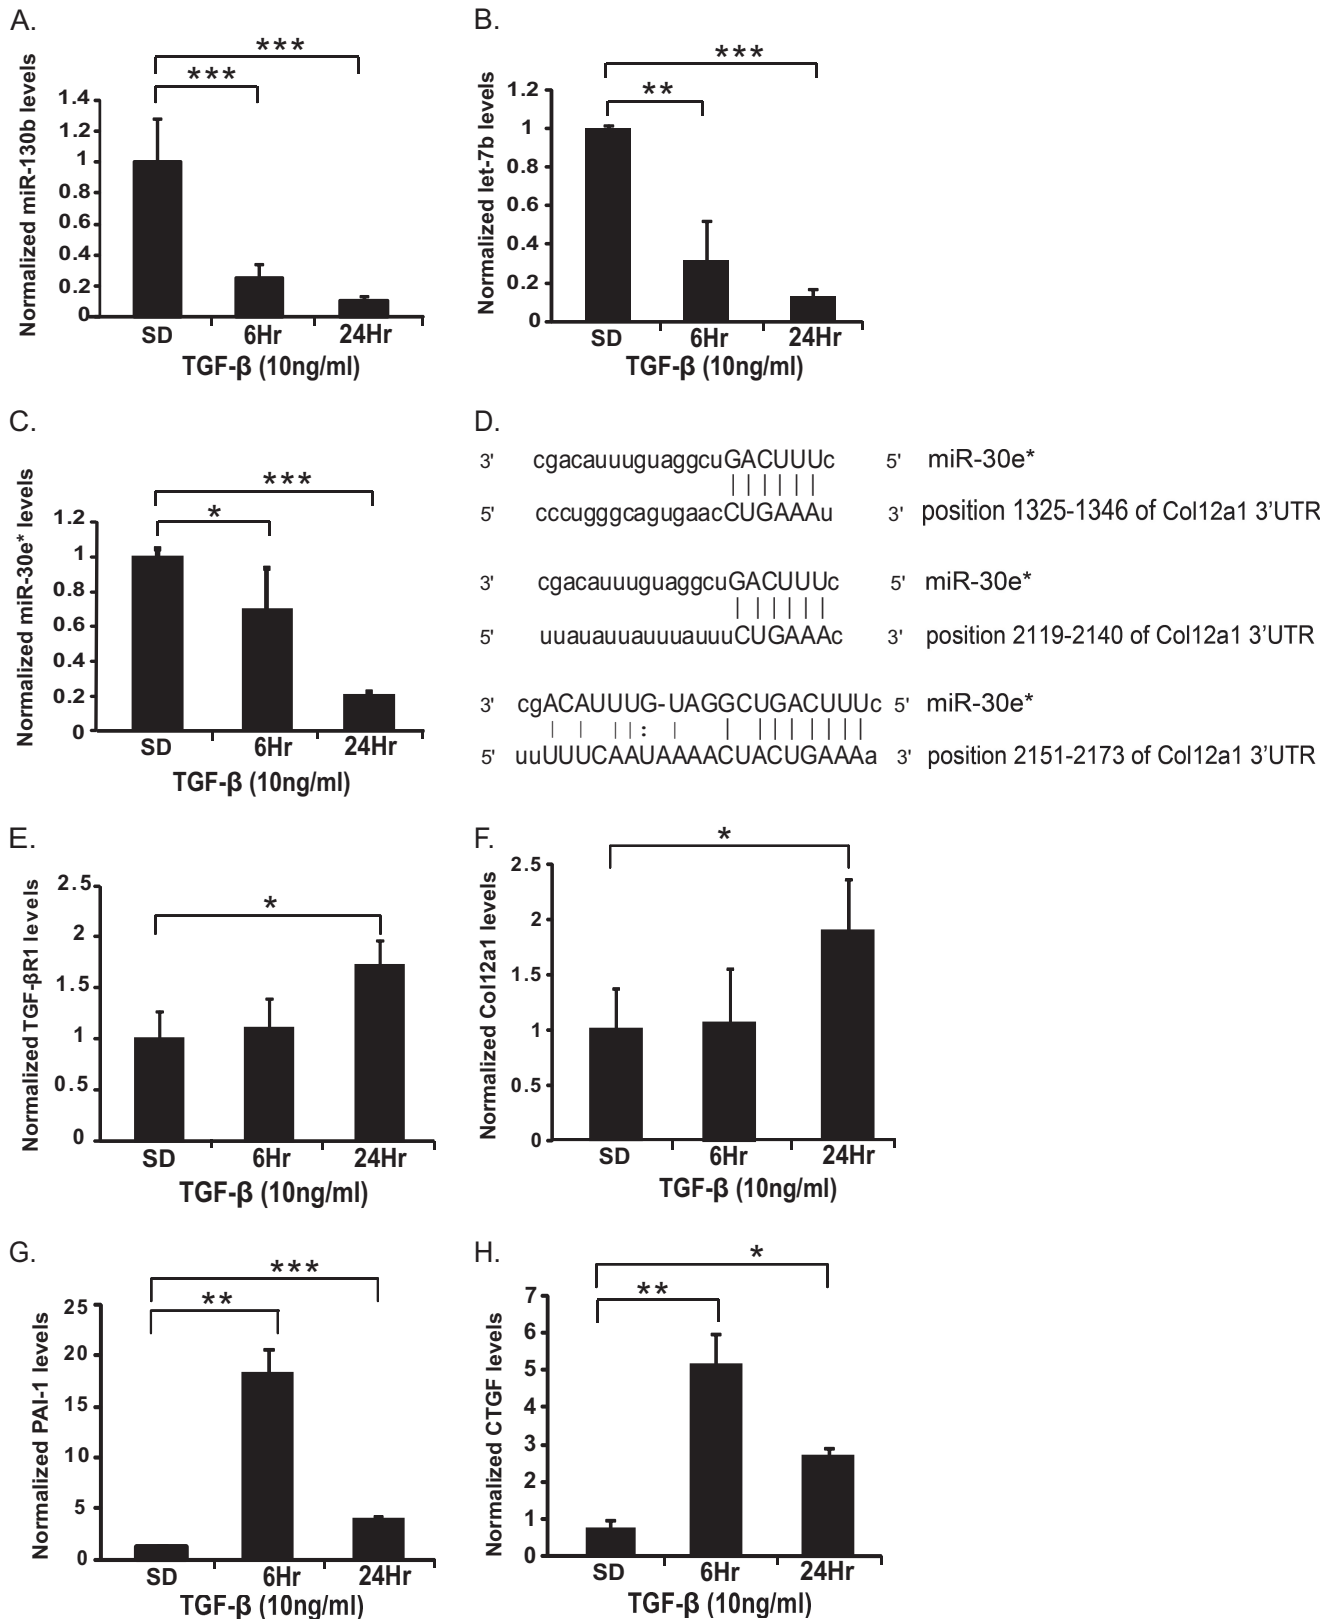 A.
Normalized miR-130b levels
***
***
1.4
1.2
1
0.8
0.6
0.4
0.2
0
SD 6Hr 24Hr
TGF-β (10ng/ml)
B.
Normalized let-7b levels
***
**
1.2
1
0.8
0.6
0.4
0.2
0
SD 6Hr 24Hr
TGF-β (10ng/ml)
C.
Normalized miR-30e* levels
***
*
1.2
1
0.8
0.6
0.4
0.2
0
SD 6Hr 24Hr
TGF-β (10ng/ml)
D.
3' cgacauuuguaggcuGACUUUc 5' miR-30e*
| | | | | |
5' cccugggcagugaacCUGAAAu 3' position 1325-1346 of Col12a1 3'UTR
3' cgacauuuguaggcuGACUUUc 5' miR-30e*
| | | | | |
5' uuauauuauuuauuuCUGAAAc 3' position 2119-2140 of Col12a1 3'UTR
3' cgACAUUUG-UAGGCUGACUUUc 5' miR-30e*
| | | | : | | | | | | | |
5' uuUUUCAAUAAAACUACUGAAAa 3' position 2151-2173 of Col12a1 3'UTR
E.
Normalized TGF-βR1 levels
*
2.5
2
1.5
1
0.5
0
SD 6Hr 24Hr
TGF-β (10ng/ml)
F.
Normalized Col12a1 levels
*
2.5
2
1.5
1
0.5
0
SD 6Hr 24Hr
TGF-β (10ng/ml)
G.
Normalized PAI-1 levels
***
**
25
20
15
10
5
0
SD 6Hr 24Hr
TGF-β (10ng/ml)
H.
Normalized CTGF levels
*
**
7
6
5
4
3
2
1
0
SD 6Hr 24Hr
TGF-β (10ng/ml)